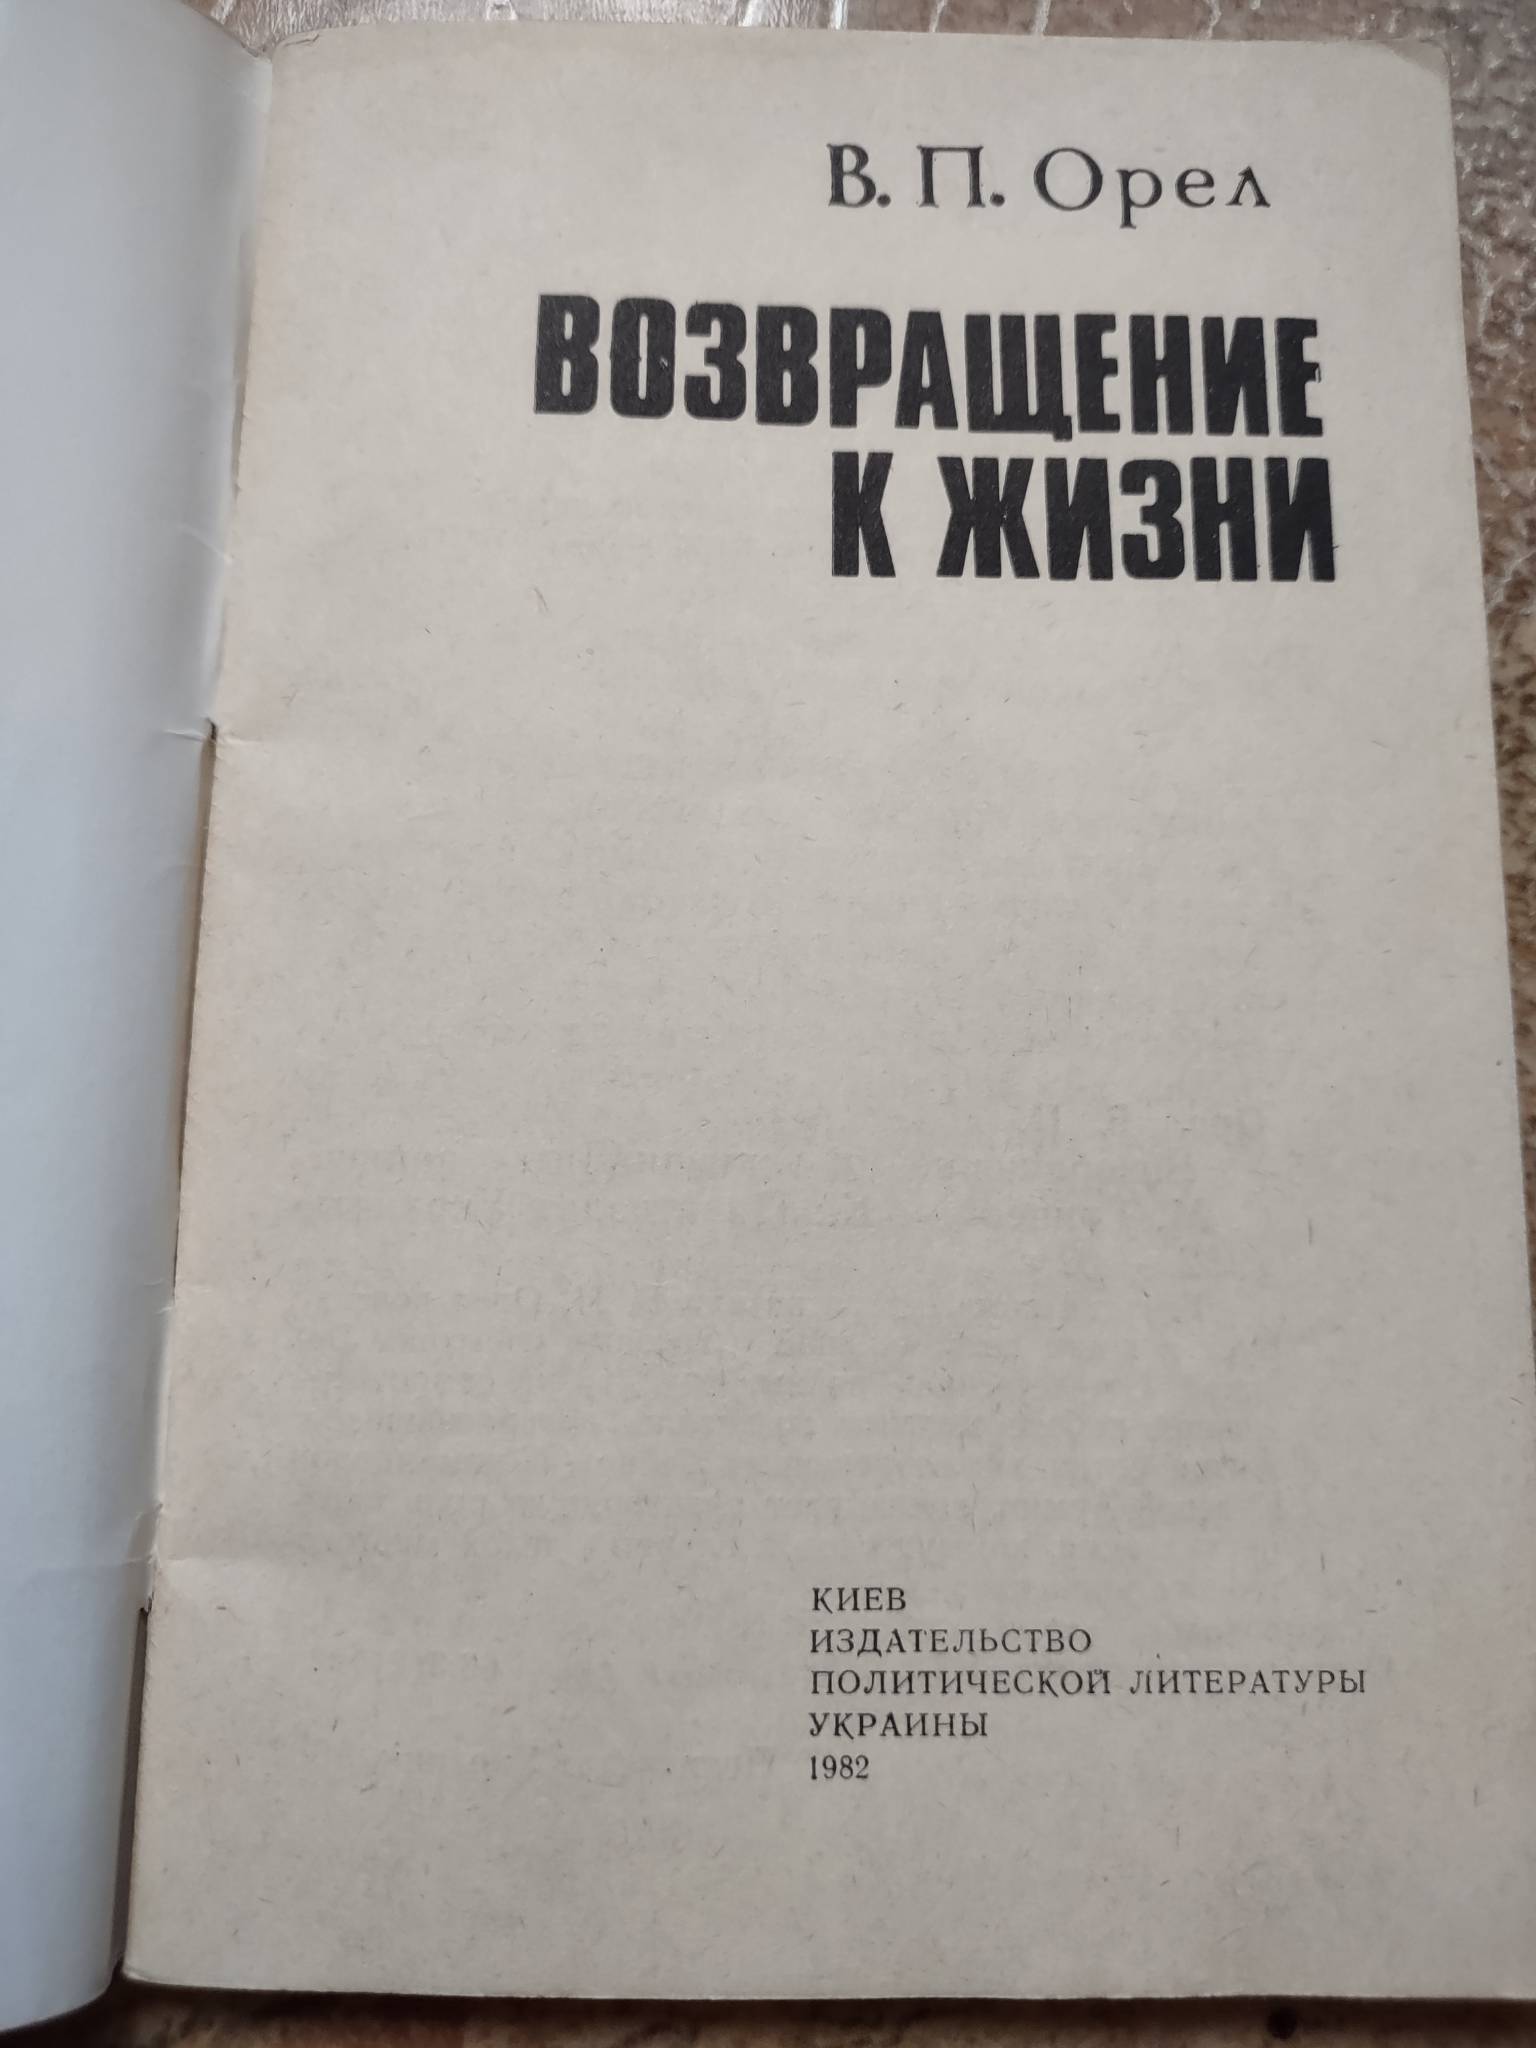 В. П. Орел
ВОЗВРАЩЕНИЕ
К ЖИЗНИ
КИЕВ
ИЗДАТЕЛЬСТВО
ПОЛИТИЧЕСКОЙ ЛИТЕРАТУРЫ
УКРАИНЫ
1982